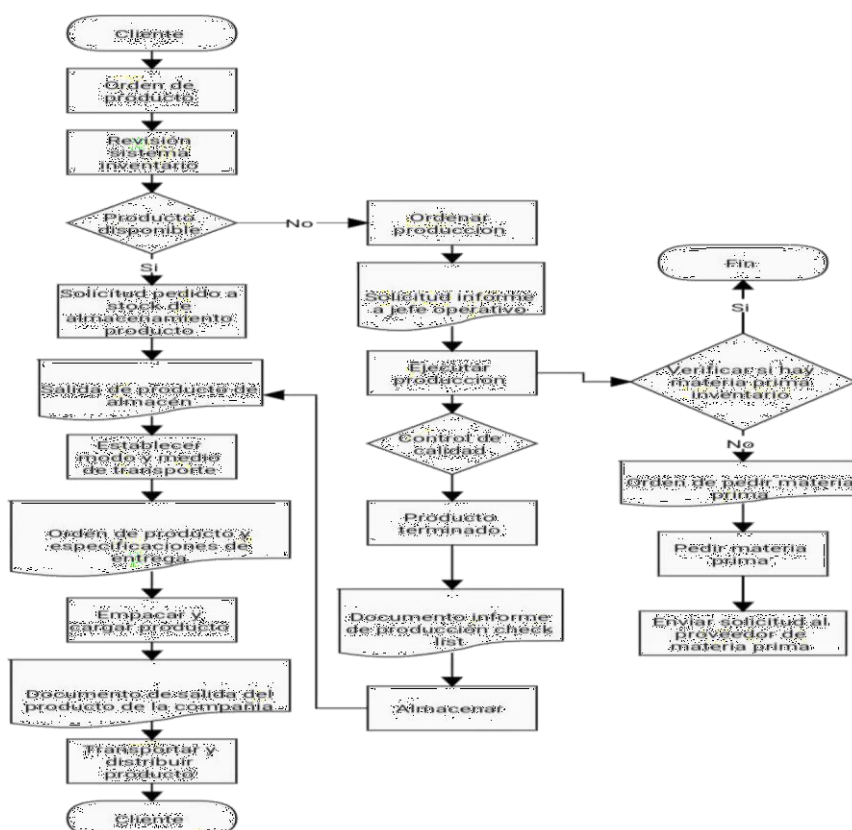 Cliente
Orden de
producto
Revisión
sistema
inventario
Producto
disponible
No
Si
Solicitud pedido a
stock de
almacenamiento
producto
Salida de producto de
almacén
Establecer
modo y medio
de transporte
Orden de producto y
especificaciones de
entrega
Empacar y
cargar producto
Documento de salida del
producto de la compañía
Transportar y
distribuir
producto
Cliente
Ordenar
producción
Solicitud informe
a jefe operativo
Ejecutar
producción
Control de
calidad
Producto
terminado
Documento informe
de producción check
list
Almacenar
Fin
Si
Verificar si hay
materia prima
inventario
No
Orden de pedir materia
prima
Pedir materia
prima
Enviar solicitud al
proveedor de
materia prima